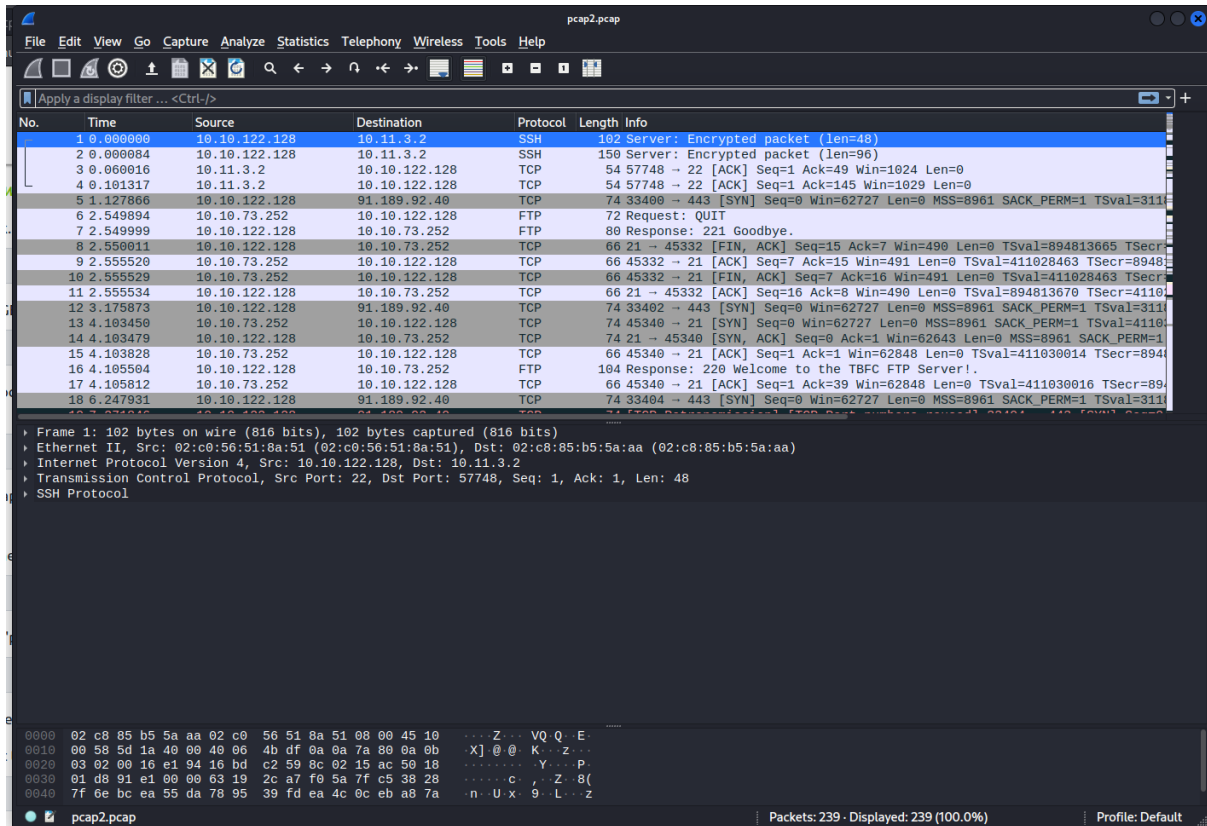 pcap2.pcap
File Edit View Go Capture Analyze Statistics Telephony Wireless Tools Help
Apply a display filter ... <Ctrl-/>
No. Time Source Destination Protocol Length Info
1 0.000000 10.10.122.128 10.11.3.2 SSH 102 Server: Encrypted packet (len=48)
2 0.000084 10.10.122.128 10.11.3.2 SSH 150 Server: Encrypted packet (len=96)
3 0.060016 10.11.3.2 10.10.122.128 TCP 54 57748 → 22 [ACK] Seq=1 Ack=49 Win=1024 Len=0
4 0.101317 10.11.3.2 10.10.122.128 TCP 54 57748 → 22 [ACK] Seq=1 Ack=145 Win=1029 Len=0
5 1.127866 10.10.122.128 91.189.92.40 TCP 74 33400 → 443 [SYN] Seq=0 Win=62727 Len=0 MSS=8961 SACK_PERM=1 TSval=3118
6 2.549894 10.10.73.252 10.10.122.128 FTP 72 Request: QUIT
7 2.549999 10.10.122.128 10.10.73.252 FTP 80 Response: 221 Goodbye.
8 2.550011 10.10.122.128 10.10.73.252 TCP 66 21 → 45332 [FIN, ACK] Seq=15 Ack=7 Win=490 Len=0 TSval=894813665 TSecr=
9 2.555520 10.10.73.252 10.10.122.128 TCP 66 45332 → 21 [ACK] Seq=7 Ack=15 Win=491 Len=0 TSval=411028463 TSecr=8948
10 2.555529 10.10.73.252 10.10.122.128 TCP 66 45332 → 21 [FIN, ACK] Seq=7 Ack=16 Win=491 Len=0 TSval=411028463 TSecr=
11 2.555534 10.10.122.128 10.10.73.252 TCP 66 21 → 45332 [ACK] Seq=16 Ack=8 Win=490 Len=0 TSval=894813670 TSecr=4110
12 3.175873 10.10.122.128 91.189.92.40 TCP 74 33402 → 443 [SYN] Seq=0 Win=62727 Len=0 MSS=8961 SACK_PERM=1 TSval=3118
13 4.103450 10.10.73.252 10.10.122.128 TCP 74 45340 → 21 [SYN] Seq=0 Win=62727 Len=0 MSS=8961 SACK_PERM=1 TSval=4110
14 4.103479 10.10.122.128 10.10.73.252 TCP 74 21 → 45340 [SYN, ACK] Seq=0 Ack=1 Win=62643 Len=0 MSS=8961 SACK_PERM=1
15 4.103828 10.10.73.252 10.10.122.128 TCP 66 45340 → 21 [ACK] Seq=1 Ack=1 Win=62848 Len=0 TSval=411030014 TSecr=8948
16 4.105504 10.10.122.128 10.10.73.252 FTP 104 Response: 220 Welcome to the TBFC FTP Server!.
17 4.105812 10.10.73.252 10.10.122.128 TCP 66 45340 → 21 [ACK] Seq=1 Ack=39 Win=62848 Len=0 TSval=411030016 TSecr=894
18 6.247931 10.10.122.128 91.189.92.40 TCP 74 33404 → 443 [SYN] Seq=0 Win=62727 Len=0 MSS=8961 SACK_PERM=1 TSval=3118
Frame 1: 102 bytes on wire (816 bits), 102 bytes captured (816 bits)
Ethernet II, Src: 02:c0:56:51:8a:51 (02:c0:56:51:8a:51), Dst: 02:c8:85:b5:5a:aa (02:c8:85:b5:5a:aa)
Internet Protocol Version 4, Src: 10.10.122.128, Dst: 10.11.3.2
Transmission Control Protocol, Src Port: 22, Dst Port: 57748, Seq: 1, Ack: 1, Len: 48
SSH Protocol
0000 02 c8 85 b5 5a aa 02 c0 56 51 8a 51 08 00 45 10 ····Z··· VQ·Q··E·
0010 00 58 5d 1a 40 00 40 06 4b df 0a 0a 7a 80 0a 0b ·X]·@·@· K···z···
0020 03 02 00 16 e1 94 16 bd c2 59 8c 02 15 ac 50 18 ········ ·Y····P·
0030 01 d8 91 e1 00 00 63 19 2c a7 f0 5a 7f c5 38 28 ······c· ,··Z··8(
0040 7f 6e bc ea 55 da 78 95 39 fd ea 4c 0c eb a8 7a ·n··U·x· 9··L···z
pcap2.pcap Packets: 239 · Displayed: 239 (100.0%) Profile: Default